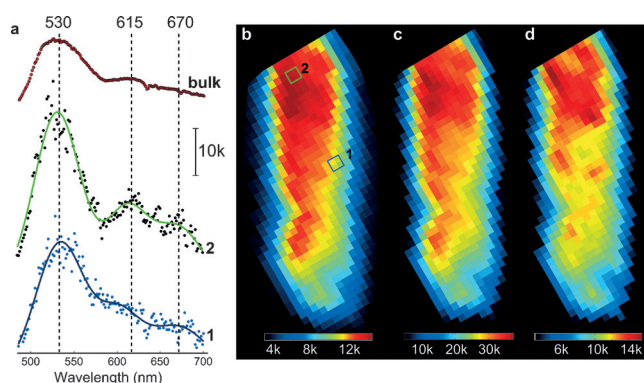 a
530 615 670
bulk
10k
2
1
500 550 600 650 700
Wavelength (nm)
b
2
1
4k 8k 12k
c
10k 20k 30k
d
6k 10k 14k